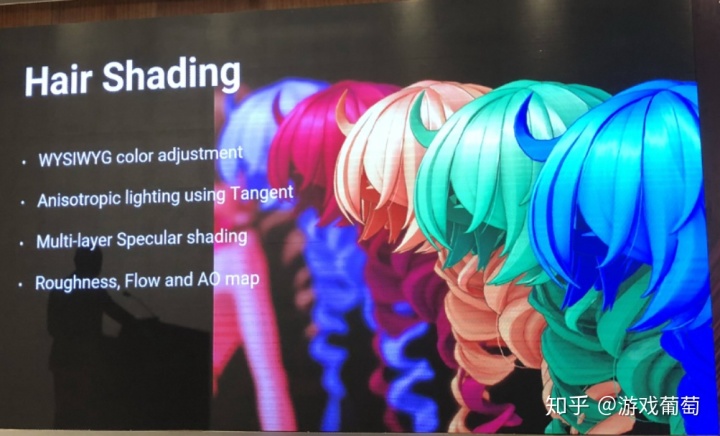 Hair Shading
· WYSIWYG color adjustment
· Anisotropic lighting using Tangent
· Multi-layer Specular shading
· Roughness, Flow and AO map
知乎 @游戏葡萄